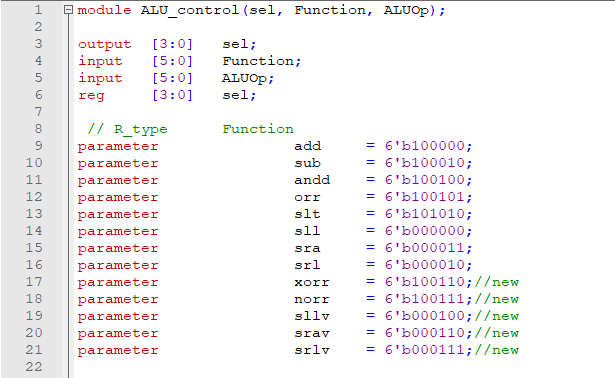 1 module ALU_control(sel, Function, ALUOp);
2
3 output [3:0] sel;
4 input [5:0] Function;
5 input [5:0] ALUOp;
6 reg [3:0] sel;
7
8 // R_type Function
9 parameter add = 6'b100000;
10 parameter sub = 6'b100010;
11 parameter andd = 6'b100100;
12 parameter orr = 6'b100101;
13 parameter slt = 6'b101010;
14 parameter sll = 6'b000000;
15 parameter sra = 6'b000011;
16 parameter srl = 6'b000010;
17 parameter xorr = 6'b100110;//new
18 parameter norr = 6'b100111;//new
19 parameter sllv = 6'b000100;//new
20 parameter srav = 6'b000110;//new
21 parameter srlv = 6'b000111;//new
22